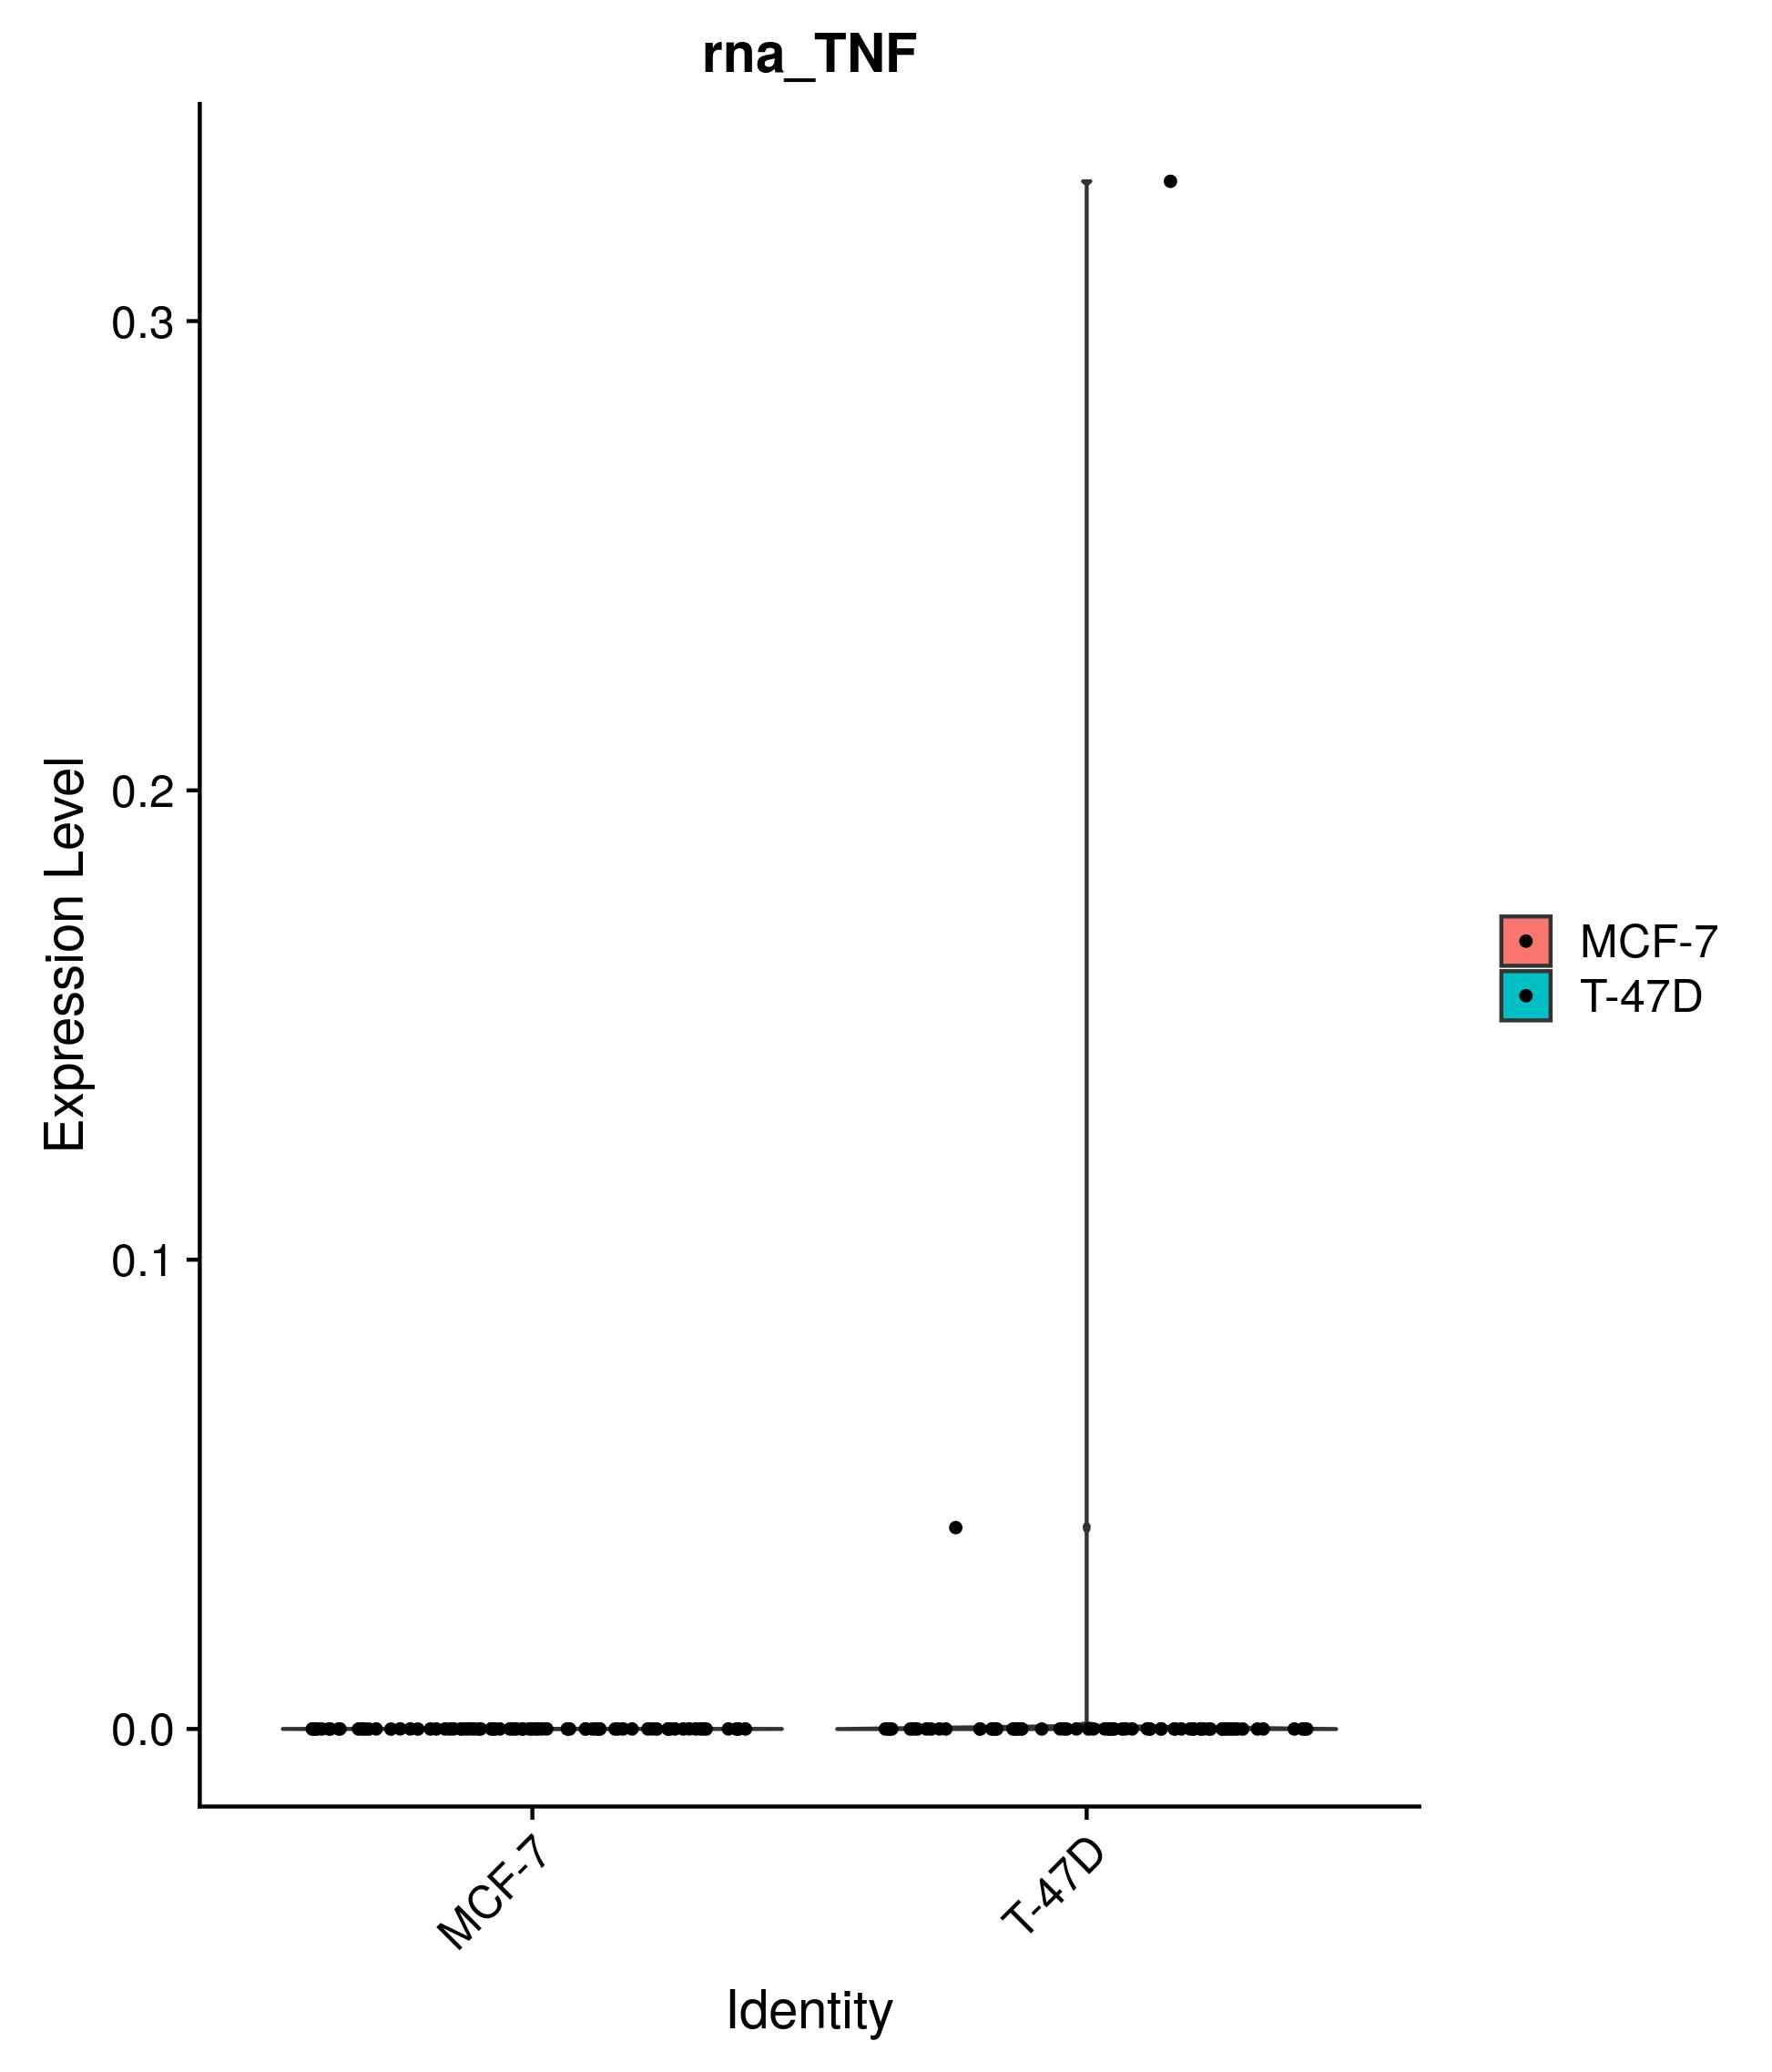 rna_TNF
Expression Level
0.3
0.2
0.1
0.0
MCF-7
T-47D
Identity
MCF-7
T-47D